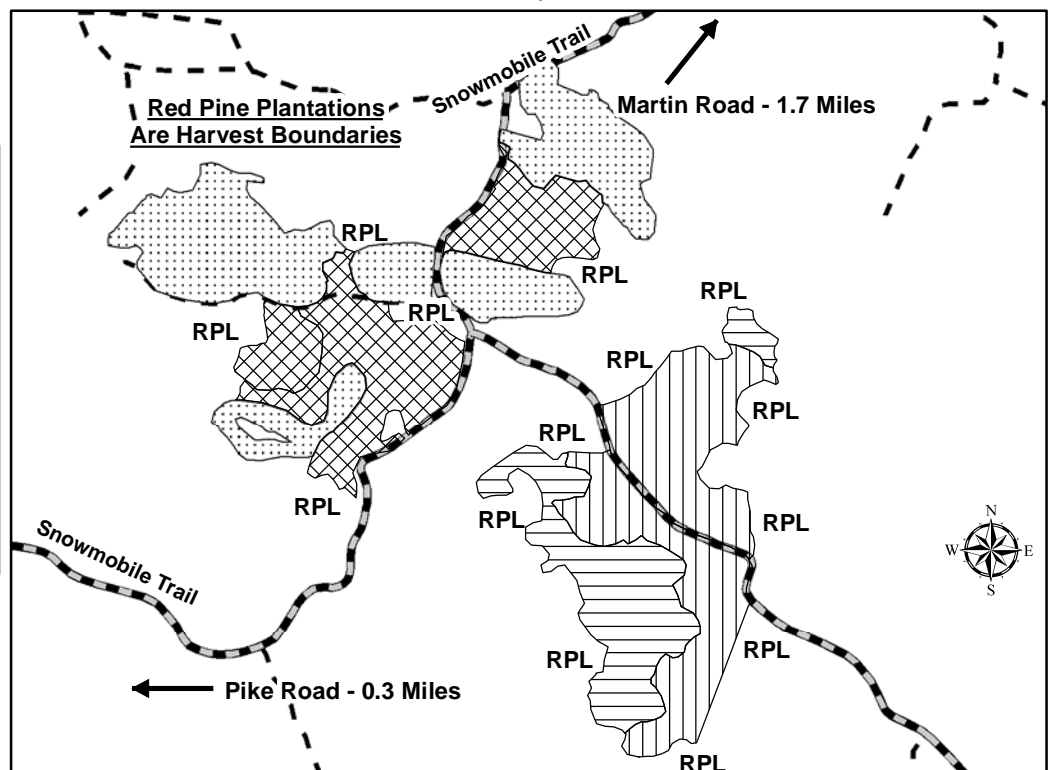 Snowmobile Trail
Martin Road - 1.7 Miles
Red Pine Plantations
Are Harvest Boundaries
RPL
RPL
RPL
RPL
RPL
RPL
RPL
RPL
RPL
RPL
N
W E
S
RPL
RPL
Snowmobile Trail
RPL
RPL
Pike Road - 0.3 Miles
RPL